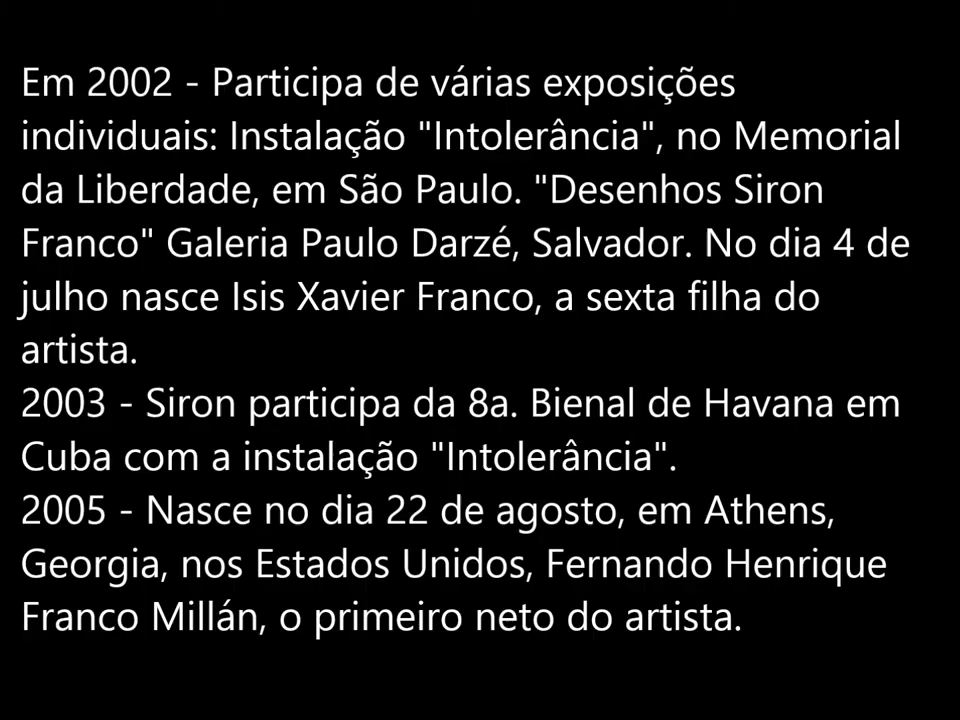 Em 2002 - Participa de várias exposições
individuais: Instalação "Intolerância", no Memorial
da Liberdade, em São Paulo. "Desenhos Siron
Franco" Galeria Paulo Darzé, Salvador. No dia 4 de
julho nasce Isis Xavier Franco, a sexta filha do
artista.
2003 - Siron participa da 8a. Bienal de Havana em
Cuba com a instalação "Intolerância".
2005 - Nasce no dia 22 de agosto, em Athens,
Georgia, nos Estados Unidos, Fernando Henrique
Franco Millán, o primeiro neto do artista.